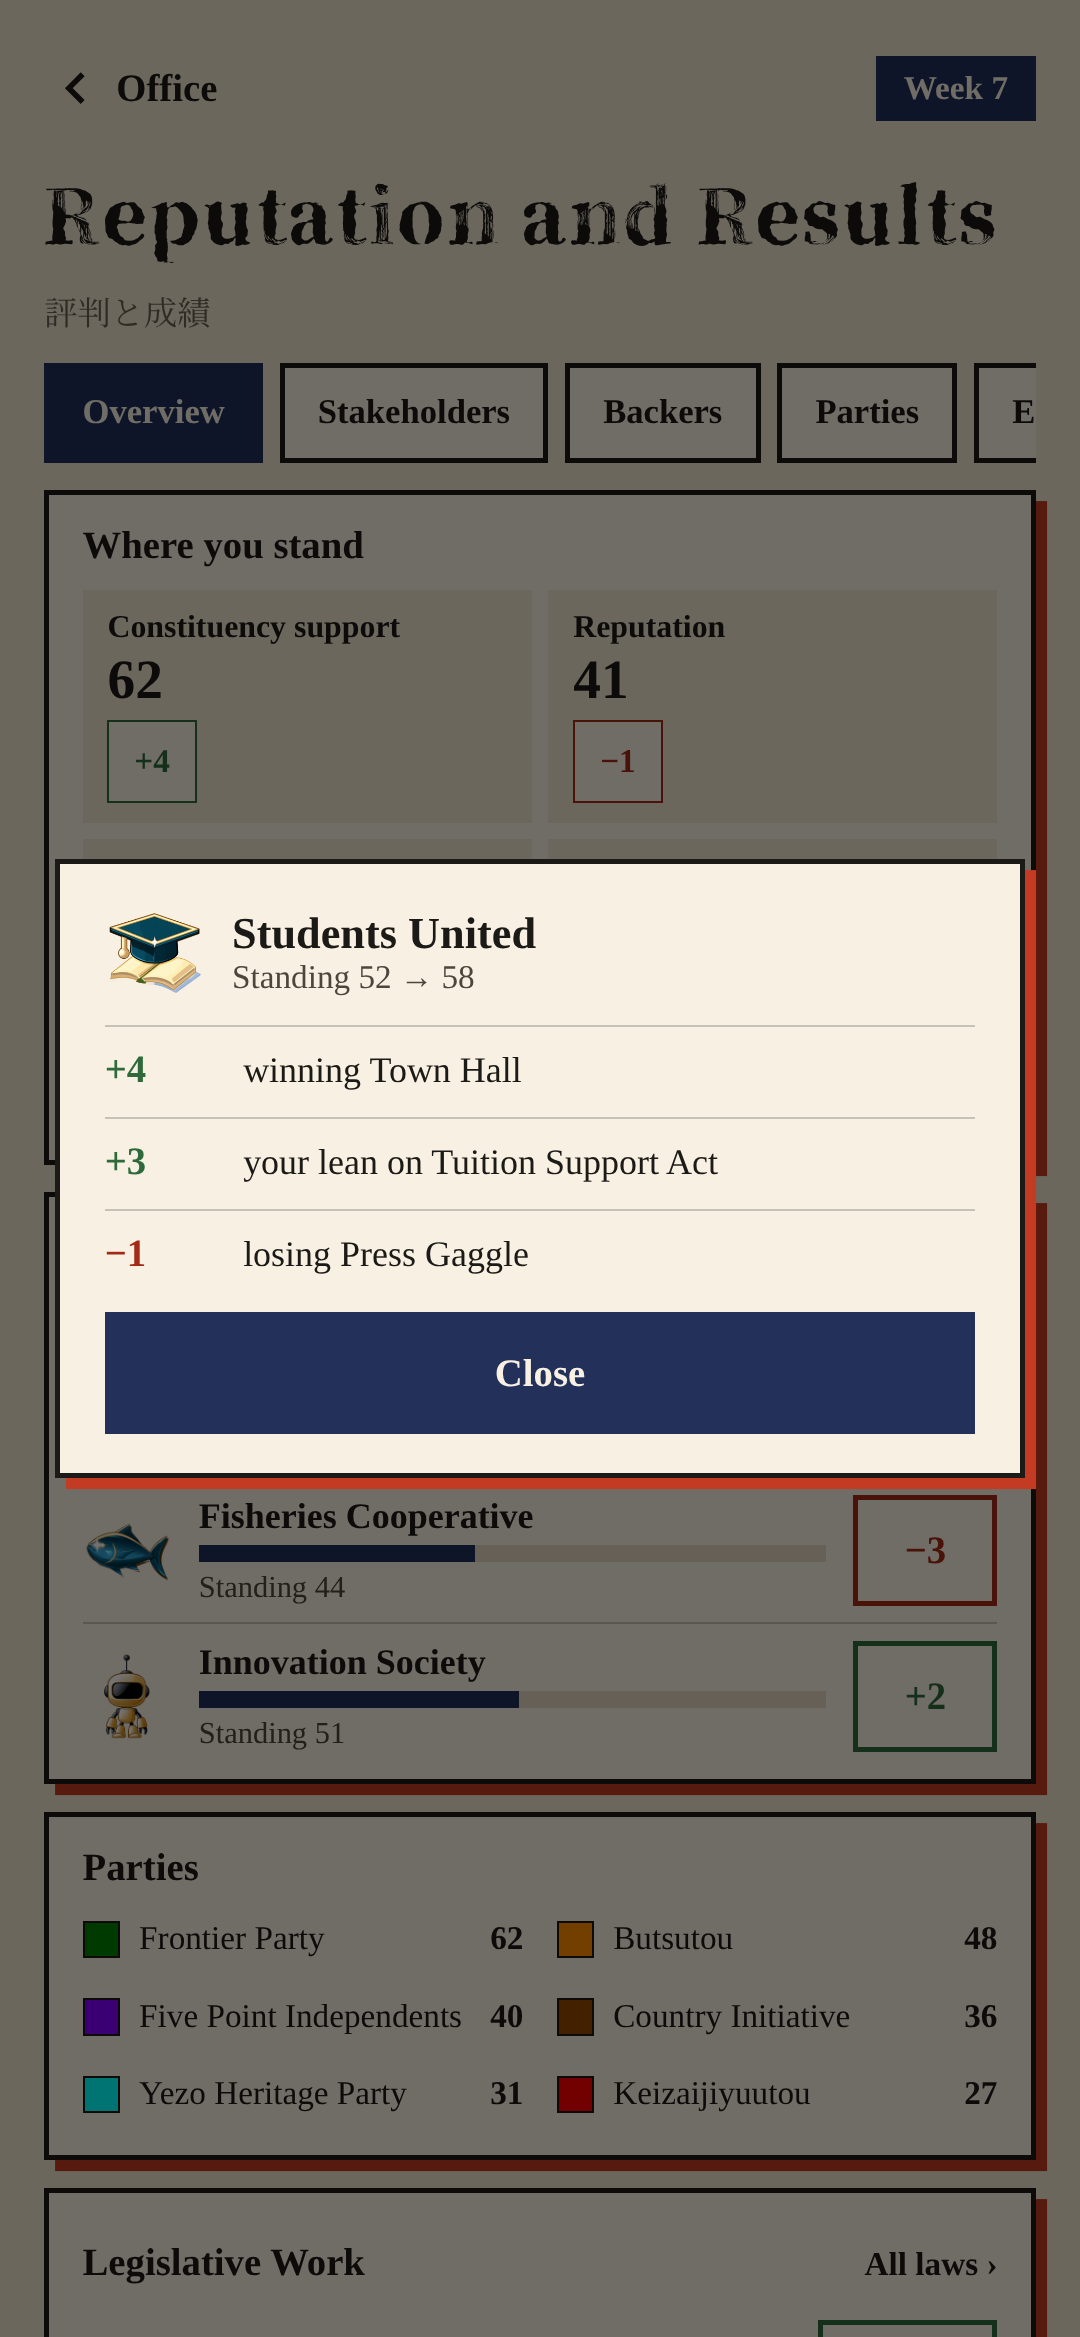 Office
Week 7
Reputation and Results
評判と成績
Overview
Stakeholders
Backers
Parties
E
Where you stand
Constituency support
Reputation
62
41
+4
−1
Students United
Standing 52 → 58
+4 winning Town Hall
+3 your lean on Tuition Support Act
−1 losing Press Gaggle
Close
Fisheries Cooperative
−3
Standing 44
Innovation Society
+2
Standing 51
Parties
Frontier Party 62
Butsutou 48
Five Point Independents 40
Country Initiative 36
Yezo Heritage Party 31
Keizaijiyuutou 27
Legislative Work
All laws ›